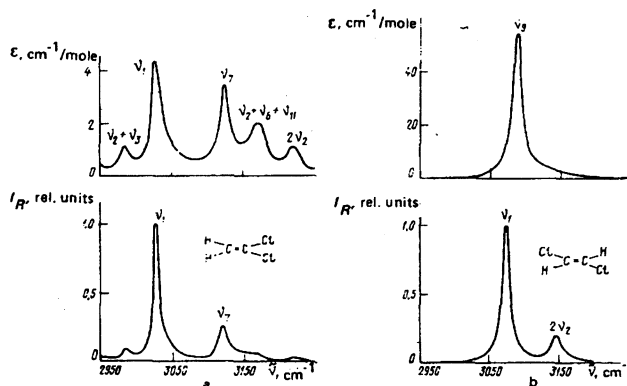 ε, cm⁻¹/mole
ν₁
ν₇
ν₂ + ν₆ + ν₁₁
ν₂ + ν₃
2ν₂
4
2
0
ε, cm⁻¹/mole
ν₉
40
20
0
I_R, rel. units
ν₁
ν₇
1,0
0,5
0
H
H
C = C
Cl
Cl
2950
3050
3150
ν̃, cm⁻¹
a
I_R, rel. units
ν₁
2ν₂
1,0
0,5
0
Cl
H
C = C
H
Cl
3050
3150
ν̃, cm⁻¹
b